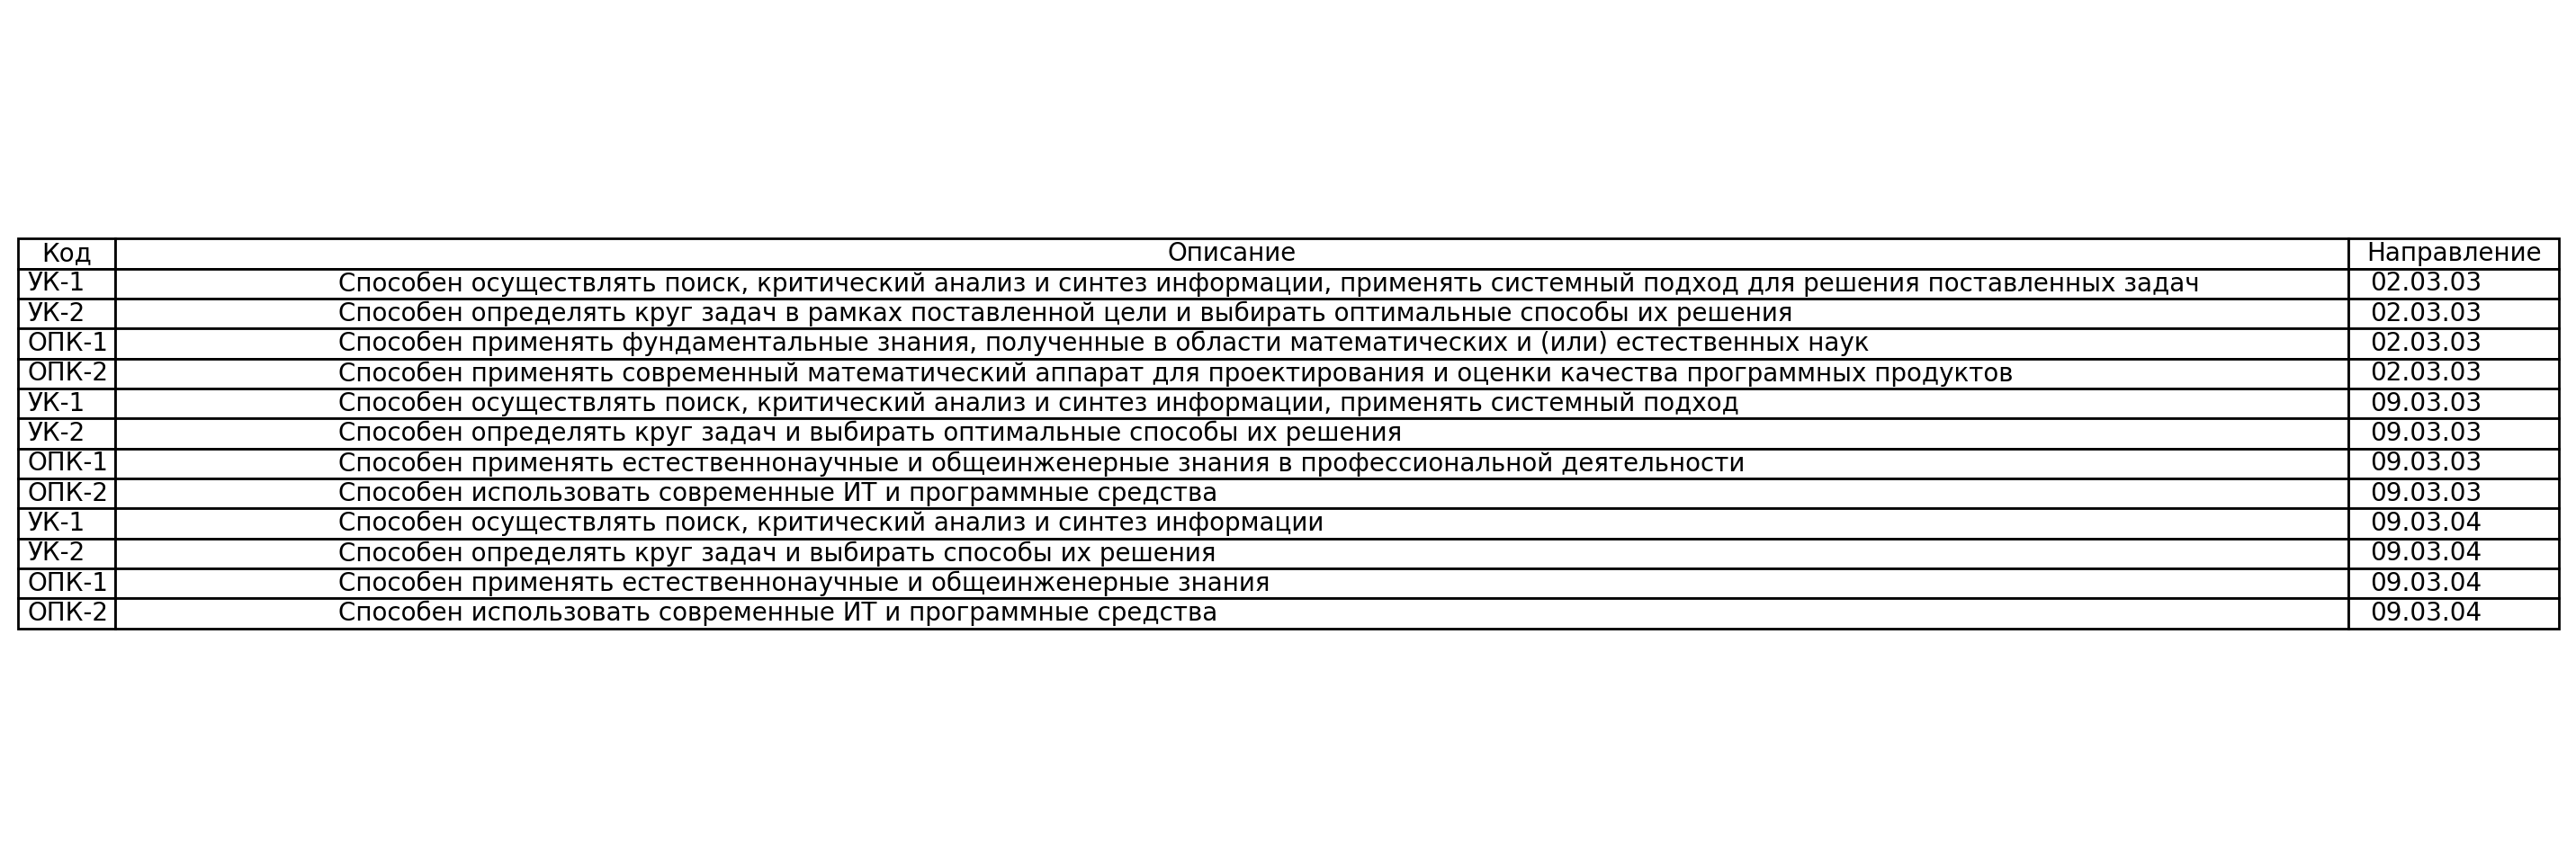 Код Описание Направление
УК-1 Способен осуществлять поиск, критический анализ и синтез информации, применять системный подход для решения поставленных задач 02.03.03
УК-2 Способен определять круг задач в рамках поставленной цели и выбирать оптимальные способы их решения 02.03.03
ОПК-1 Способен применять фундаментальные знания, полученные в области математических и (или) естественных наук 02.03.03
ОПК-2 Способен применять современный математический аппарат для проектирования и оценки качества программных продуктов 02.03.03
УК-1 Способен осуществлять поиск, критический анализ и синтез информации, применять системный подход 09.03.03
УК-2 Способен определять круг задач и выбирать оптимальные способы их решения 09.03.03
ОПК-1 Способен применять естественнонаучные и общеинженерные знания в профессиональной деятельности 09.03.03
ОПК-2 Способен использовать современные ИТ и программные средства 09.03.03
УК-1 Способен осуществлять поиск, критический анализ и синтез информации 09.03.04
УК-2 Способен определять круг задач и выбирать способы их решения 09.03.04
ОПК-1 Способен применять естественнонаучные и общеинженерные знания 09.03.04
ОПК-2 Способен использовать современные ИТ и программные средства 09.03.04